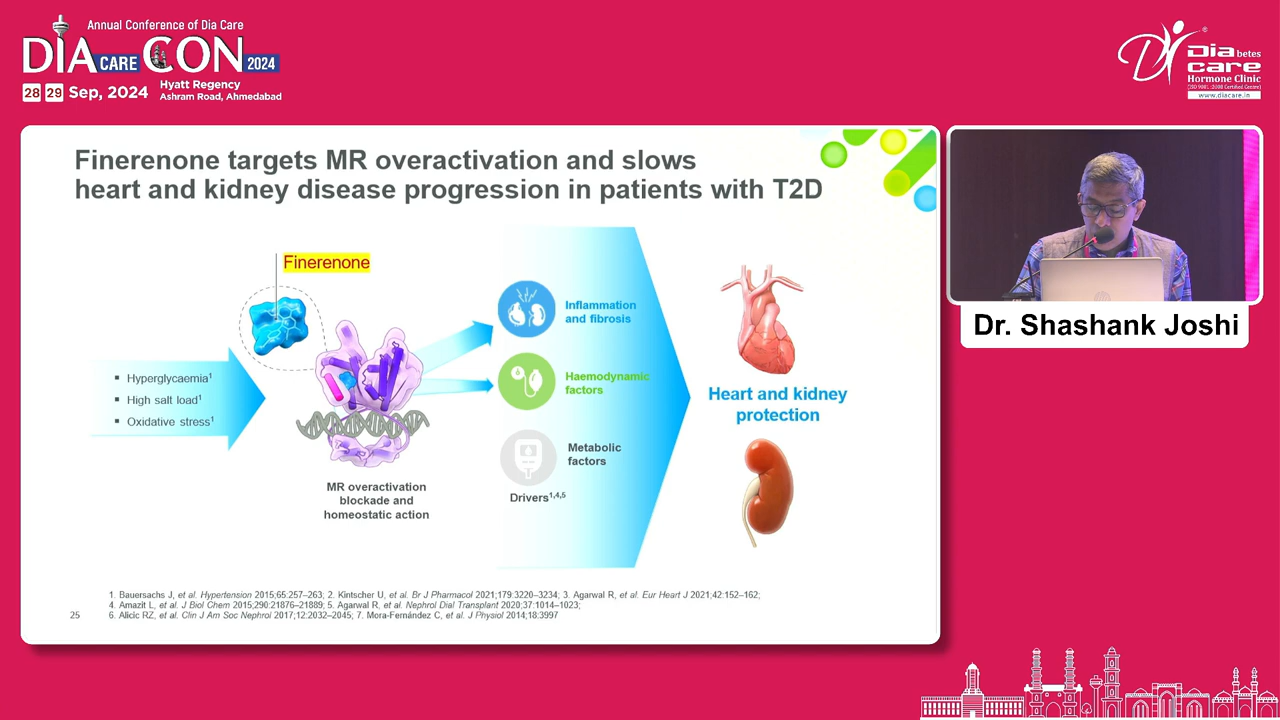 Annual Conference of Dia Care
DIA CARE CON 2024
28 29 Sep, 2024
Hyatt Regency
Ashram Road, Ahmedabad
Dia betes
care
Hormone Clinic
(ISO 9001 : 2008 Certified Centre)
www.diacare.in
Finerenone targets MR overactivation and slows
heart and kidney disease progression in patients with T2D
Finerenone
▪ Hyperglycaemia1
▪ High salt load1
▪ Oxidative stress1
MR overactivation
blockade and
homeostatic action
Inflammation
and fibrosis
Haemodynamic
factors
Metabolic
factors
Drivers1,4,5
Heart and kidney
protection
Dr. Shashank Joshi
1. Bauersachs J, et al. Hypertension 2015;65:257–263; 2. Kintscher U, et al. Br J Pharmacol 2021;179:3220–3234; 3. Agarwal R, et al. Eur Heart J 2021;42:152–162;
4. Amazit L, et al. J Biol Chem 2015;290:21876–21889; 5. Agarwal R, et al. Nephrol Dial Transplant 2020;37:1014–1023;
6. Alicic RZ, et al. Clin J Am Soc Nephrol 2017;12:2032–2045; 7. Mora-Fernández C, et al. J Physiol 2014;18:3997
25